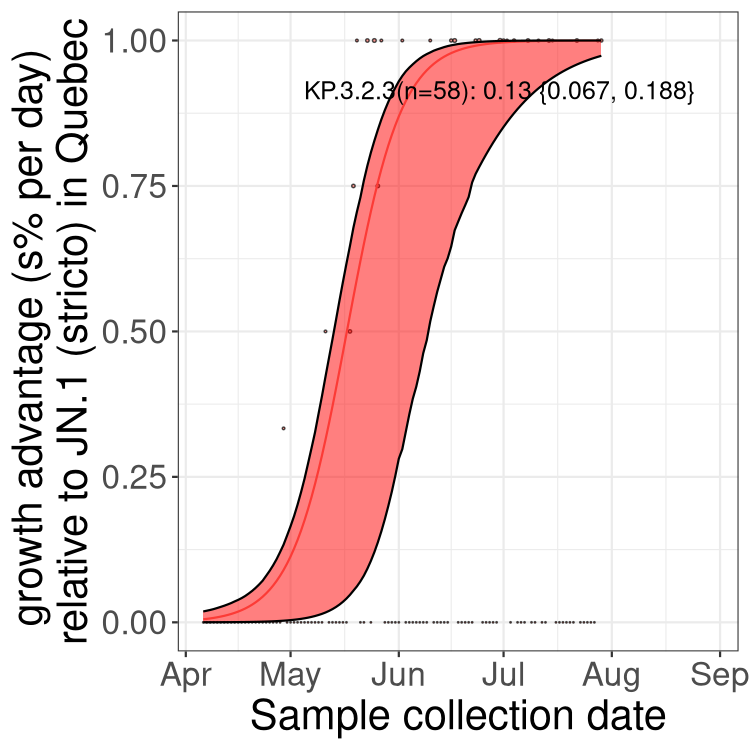 growth advantage (s% per day)
relative to JN.1 (stricto) in Quebec
1.00
0.75
0.50
0.25
0.00
KP.3.2.3(n=58): 0.13 {0.067, 0.188}
Apr May Jun Jul Aug Sep
Sample collection date